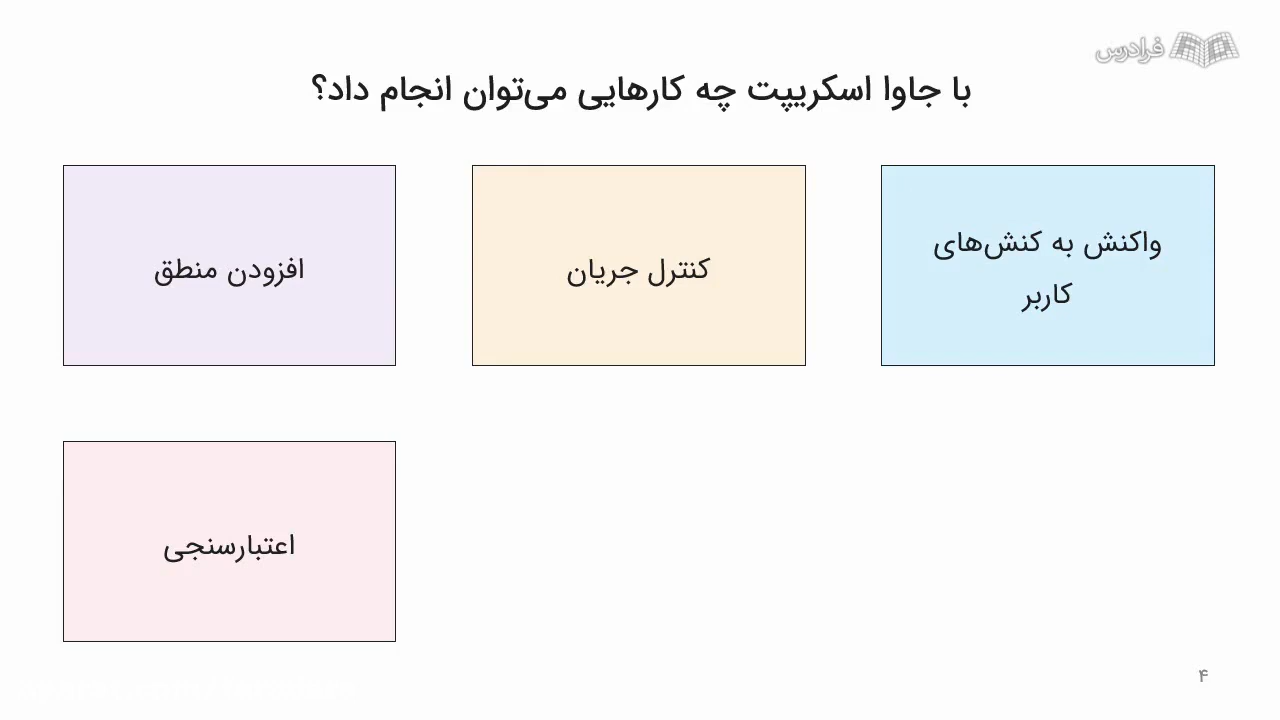 فرادرس
با جاوا اسکریپت چه کارهایی می‌توان انجام داد؟
واکنش به کنش‌های
کاربر
کنترل جریان
افزودن منطق
اعتبارسنجی
۴